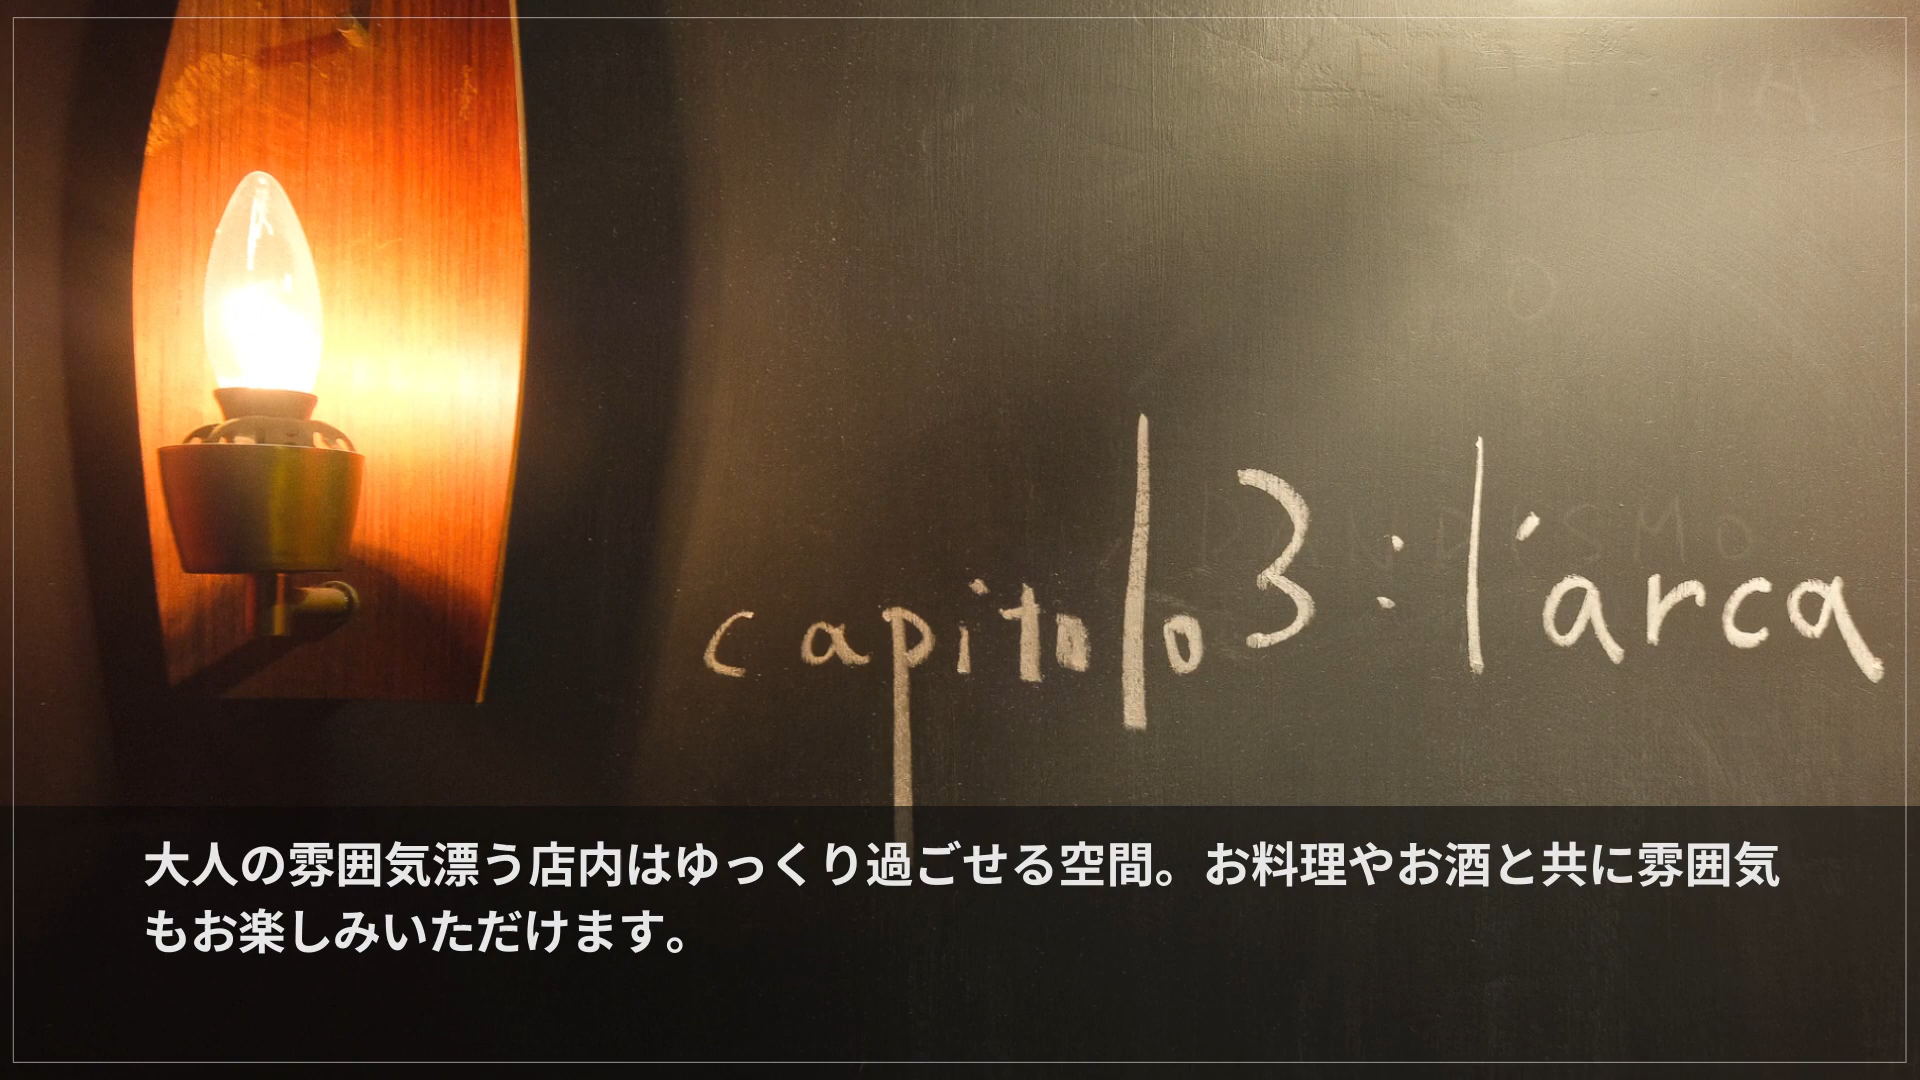 capitolo 3 : l'arca
大人の雰囲気漂う店内はゆっくり過ごせる空間。お料理やお酒と共に雰囲気
もお楽しみいただけます。